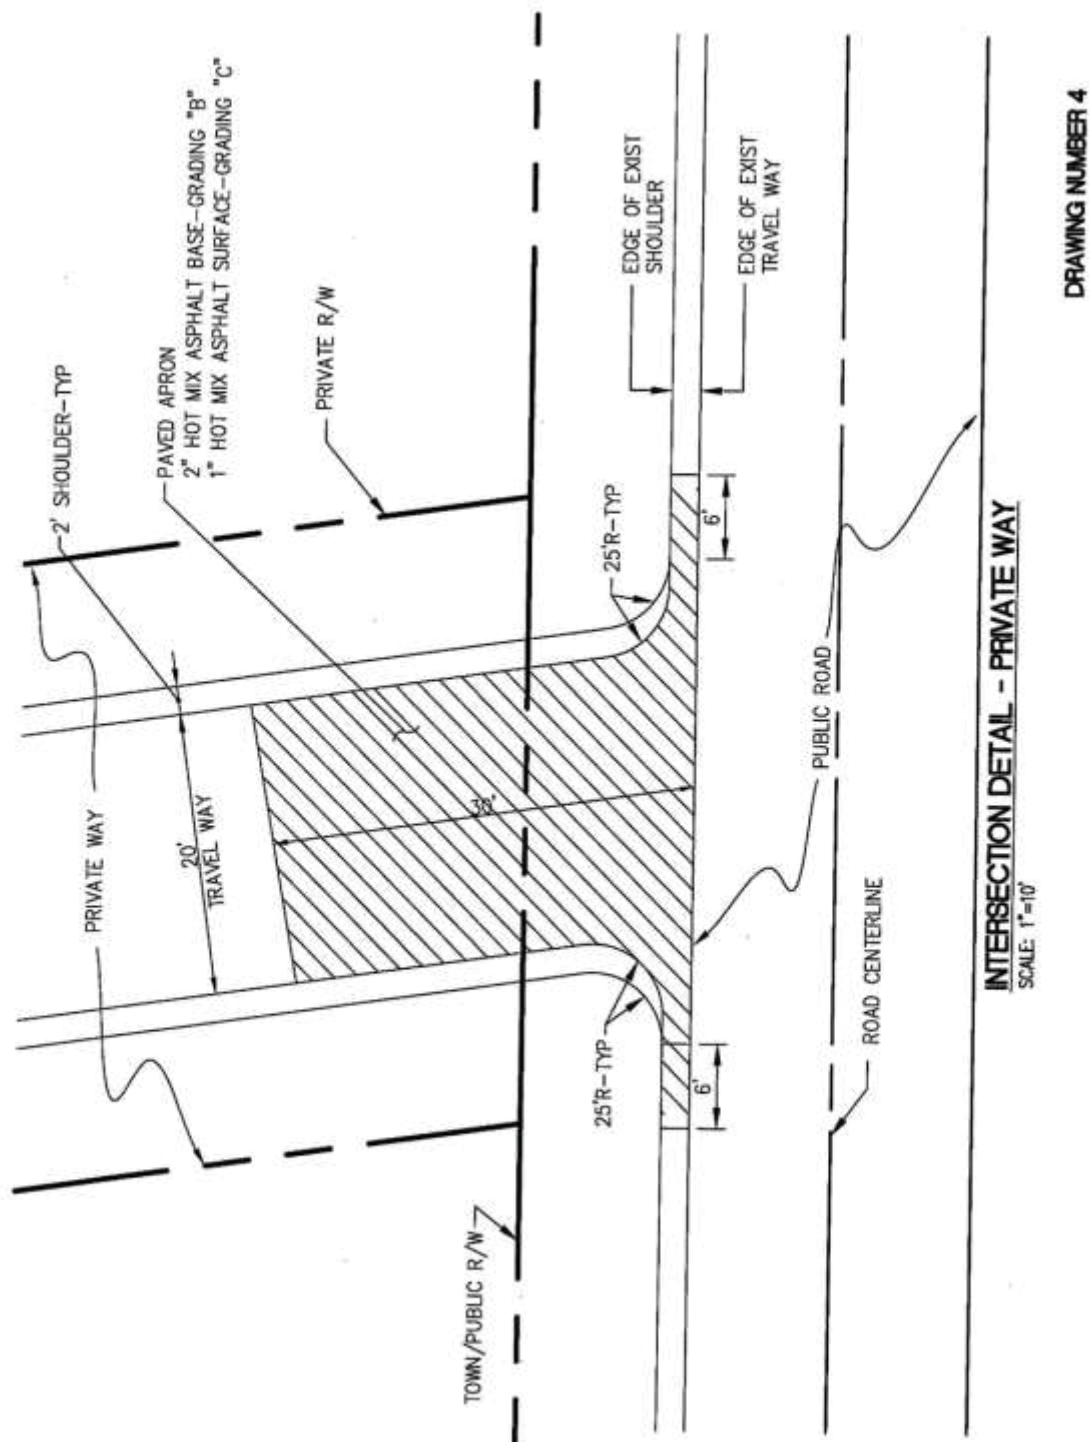 2' SHOULDER-TYP
PAVED APRON
2" HOT MIX ASPHALT BASE-GRADING "B"
1" HOT MIX ASPHALT SURFACE-GRADING "C"
PRIVATE WAY
20'
TRAVEL WAY
PRIVATE R/W
30'
25'R-TYP
25'R-TYP
6'
6'
EDGE OF EXIST
SHOULDER
EDGE OF EXIST
TRAVEL WAY
TOWN/PUBLIC R/W
PUBLIC ROAD
ROAD CENTERLINE
INTERSECTION DETAIL - PRIVATE WAY
SCALE: 1"=10'
DRAWING NUMBER 4